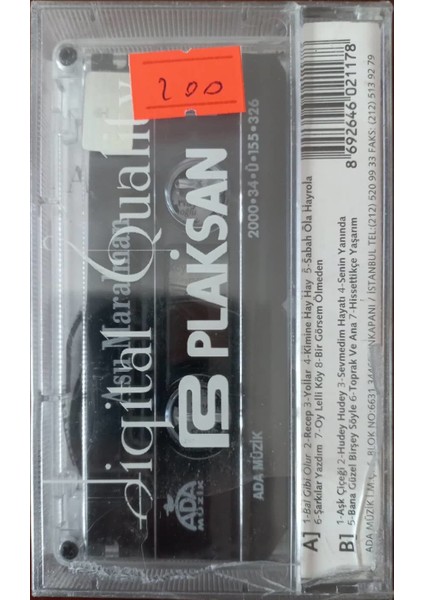 200
Digital Quality
PLAKSAN
2000•34•Ü•155•326
ADA MÜZİK
ADA
MÜZİK
A] 1-Bal Gibi Olur 2-Recep 3-Yollar 4-Kimine Hay Hay 5-Sabah Ola Hayrola
6-Şarkılar Yazdım 7-Oy Lelli Köy 8-Bir Görsem Ölmeden
B] 1-Aşk Çiçeği 2-Hudey Hudey 3-Sevmedim Hayatı 4-Senin Yanında
5-Bana Güzel Birşey Söyle 6-Toprak Ve Ana 7-Hissettikçe Yaşarım
ADA MÜZİK İ.M.Ç. BLOK NO:6631 UNKAPANI / İSTANBUL TEL:(212) 520 99 33 FAKS: (212) 513 92 79
8 692646 021178